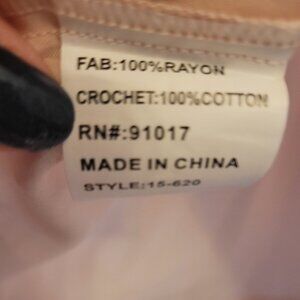 FAB:100%RAYON
CROCHET:100%COTTON
RN#:91017
MADE IN CHINA
STYLE:15-620